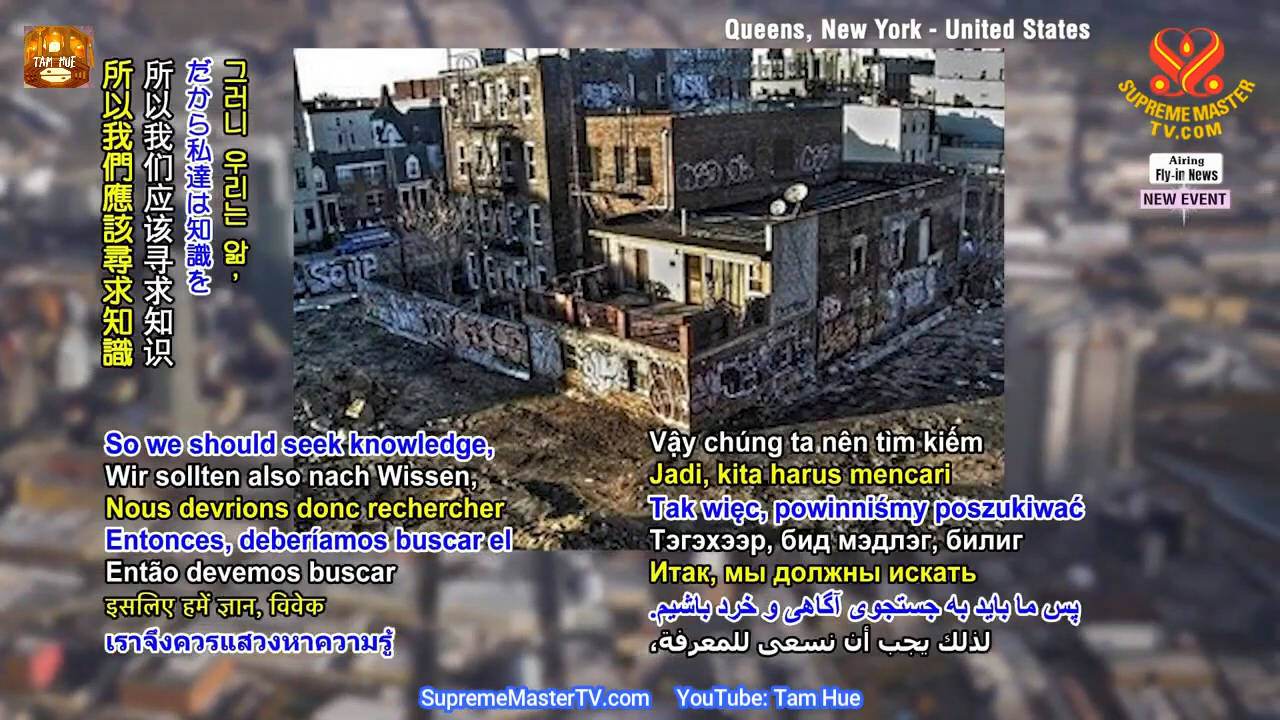 Queens, New York - United States
TAM HUE
SUPREME MASTER
TV.COM
Airing
Fly-in News
NEW EVENT
그러니 우리는 앎,
だから私達は知識を
所以我们应该寻求知识
所以我們應該尋求知識
So we should seek knowledge,
Wir sollten also nach Wissen,
Nous devrions donc rechercher
Entonces, deberíamos buscar el
Então devemos buscar
इसलिए हमें ज्ञान, विवेक
เราจึงควรแสวงหาความรู้
Vậy chúng ta nên tìm kiếm
Jadi, kita harus mencari
Tak więc, powinniśmy poszukiwać
Тэгэхээр, бид мэдлэг, билиг
Итак, мы должны искать
پس ما باید به جستجوی آگاهی و خرد باشیم.
لذلك يجب أن نسعى للمعرفة،
SupremeMasterTV.com YouTube: Tam Hue